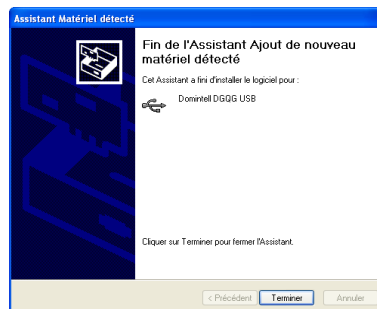 Assistant Matériel détecté
Fin de l'Assistant Ajout de nouveau
matériel détecté
Cet Assistant a fini d'installer le logiciel pour :
Domintell DGQG USB
Cliquer sur Terminer pour fermer l'Assistant.
< Précédent Terminer Annuler